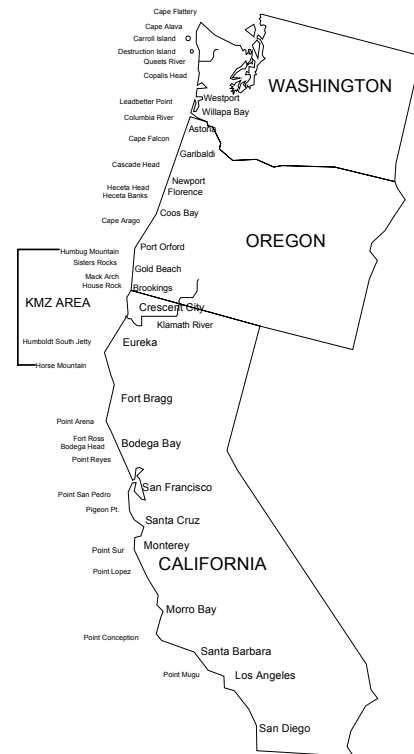 Cape Flattery
Cape Alava
Carroll Island
Destruction Island
Queets River
Copalis Head
WASHINGTON
Leadbetter Point
Westport
Willapa Bay
Columbia River
Astoria
Cape Falcon
Garibaldi
Cascade Head
Newport
Heceta Head
Florence
Heceta Banks
Cape Arago
Coos Bay
OREGON
Humbug Mountain
Port Orford
Sisters Rocks
Gold Beach
Mack Arch
House Rock
Brookings
KMZ AREA
Crescent City
Klamath River
Humboldt South Jetty
Eureka
Horse Mountain
Fort Bragg
Point Arena
Fort Ross
Bodega Head
Bodega Bay
Point Reyes
San Francisco
Point San Pedro
Pigeon Pt.
Santa Cruz
Point Sur
Monterey
CALIFORNIA
Point Lopez
Morro Bay
Point Conception
Santa Barbara
Point Mugu
Los Angeles
San Diego